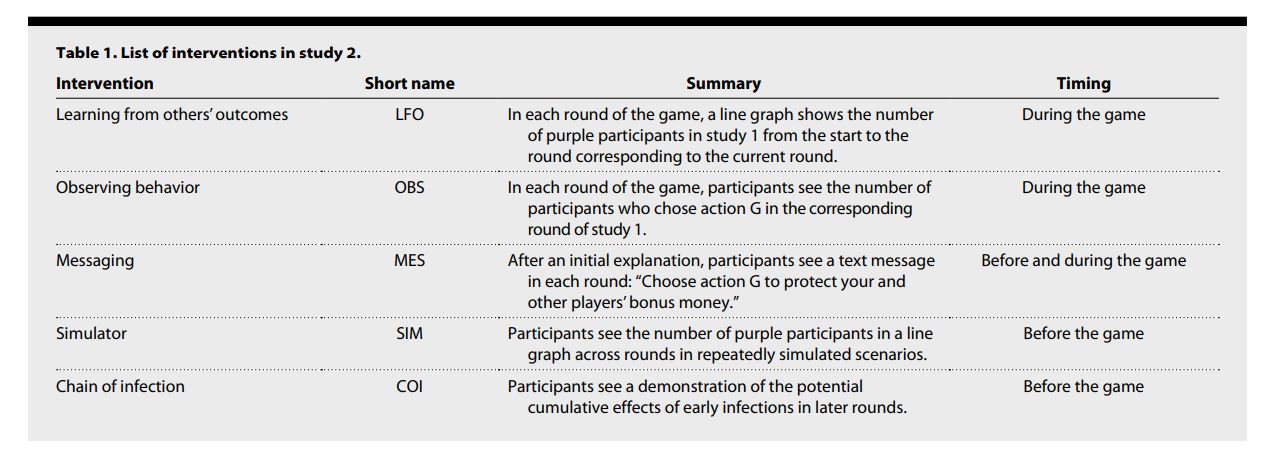 Table 1. List of interventions in study 2.
Intervention Short name Summary Timing
Learning from others’ outcomes LFO In each round of the game, a line graph shows the number During the game
of purple participants in study 1 from the start to the
round corresponding to the current round.
Observing behavior OBS In each round of the game, participants see the number of During the game
participants who chose action G in the corresponding
round of study 1.
Messaging MES After an initial explanation, participants see a text message Before and during the game
in each round: “Choose action G to protect your and
other players’ bonus money.”
Simulator SIM Participants see the number of purple participants in a line Before the game
graph across rounds in repeatedly simulated scenarios.
Chain of infection COI Participants see a demonstration of the potential Before the game
cumulative effects of early infections in later rounds.